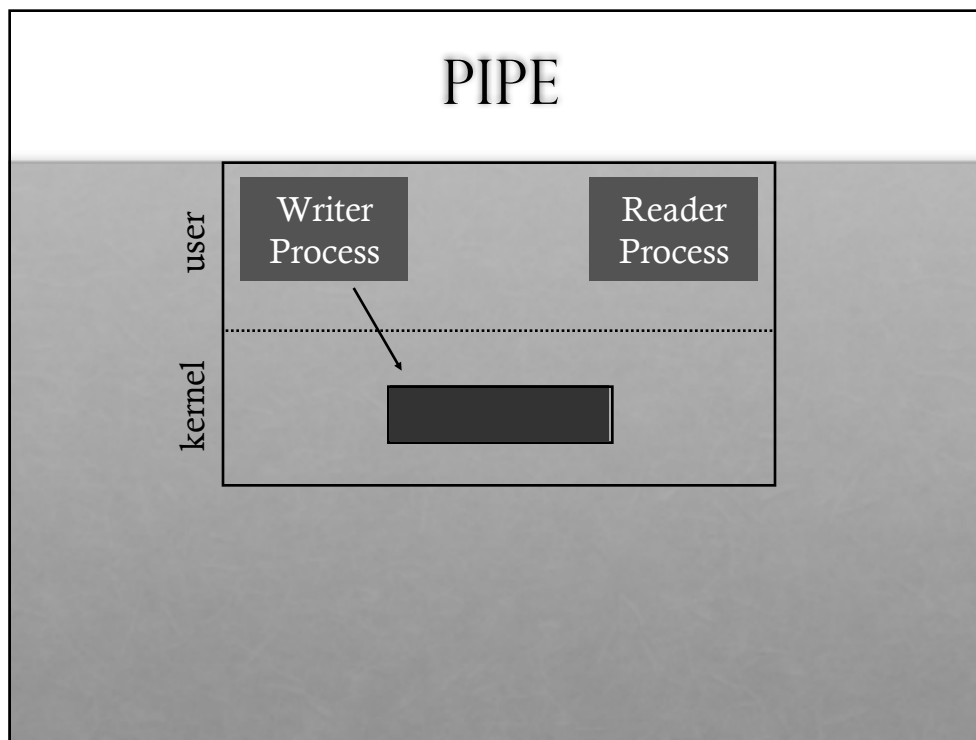 PIPE
user
Writer
Process
Reader
Process
kernel